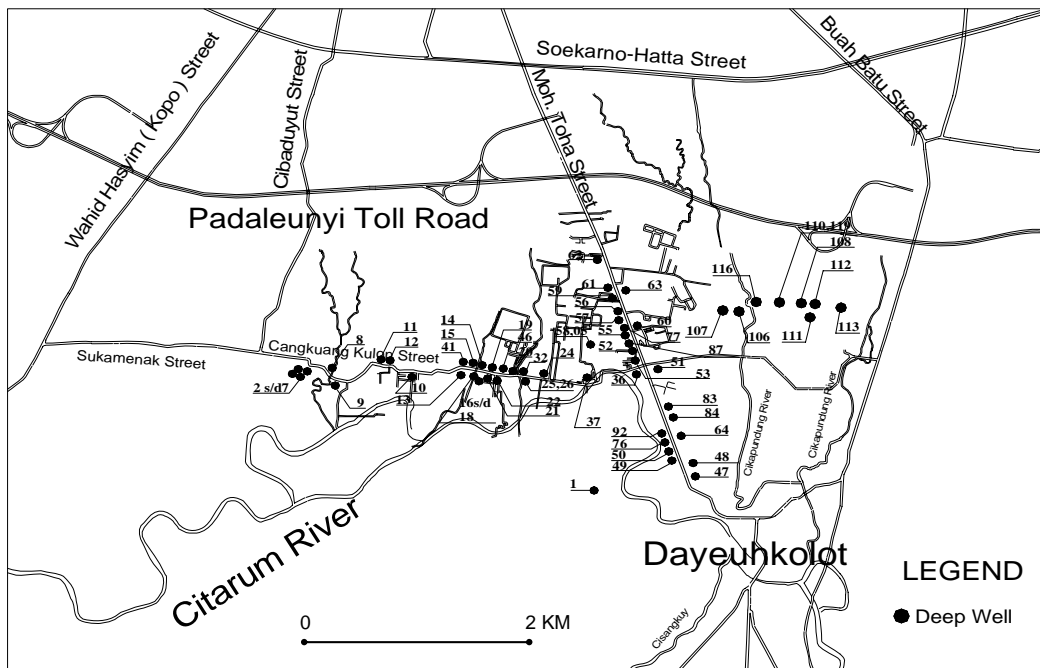 Soekarno-Hatta Street
Buah Batu Street
Moh. Toha Street
Wahid Hasyim ( Kopo ) Street
Cibaduyut Street
Padaleunyi Toll Road
110,119
108
116
112
61
63
59
56
57
55
52
60
77
107
106
111
113
87
51
53
36
14
15
41
19
46
20
32
24
11
12
8
Cangkuang Kulon Street
Sukamenak Street
2 s/d7
9
10
13
16s/d
18
25,26
22
21
37
83
84
64
92
76
50
49
48
47
1
Cikapundung River
Cikapundung River
Citarum River
Dayeuhkolot
Cisangkuy
LEGEND
Deep Well
0
2 KM